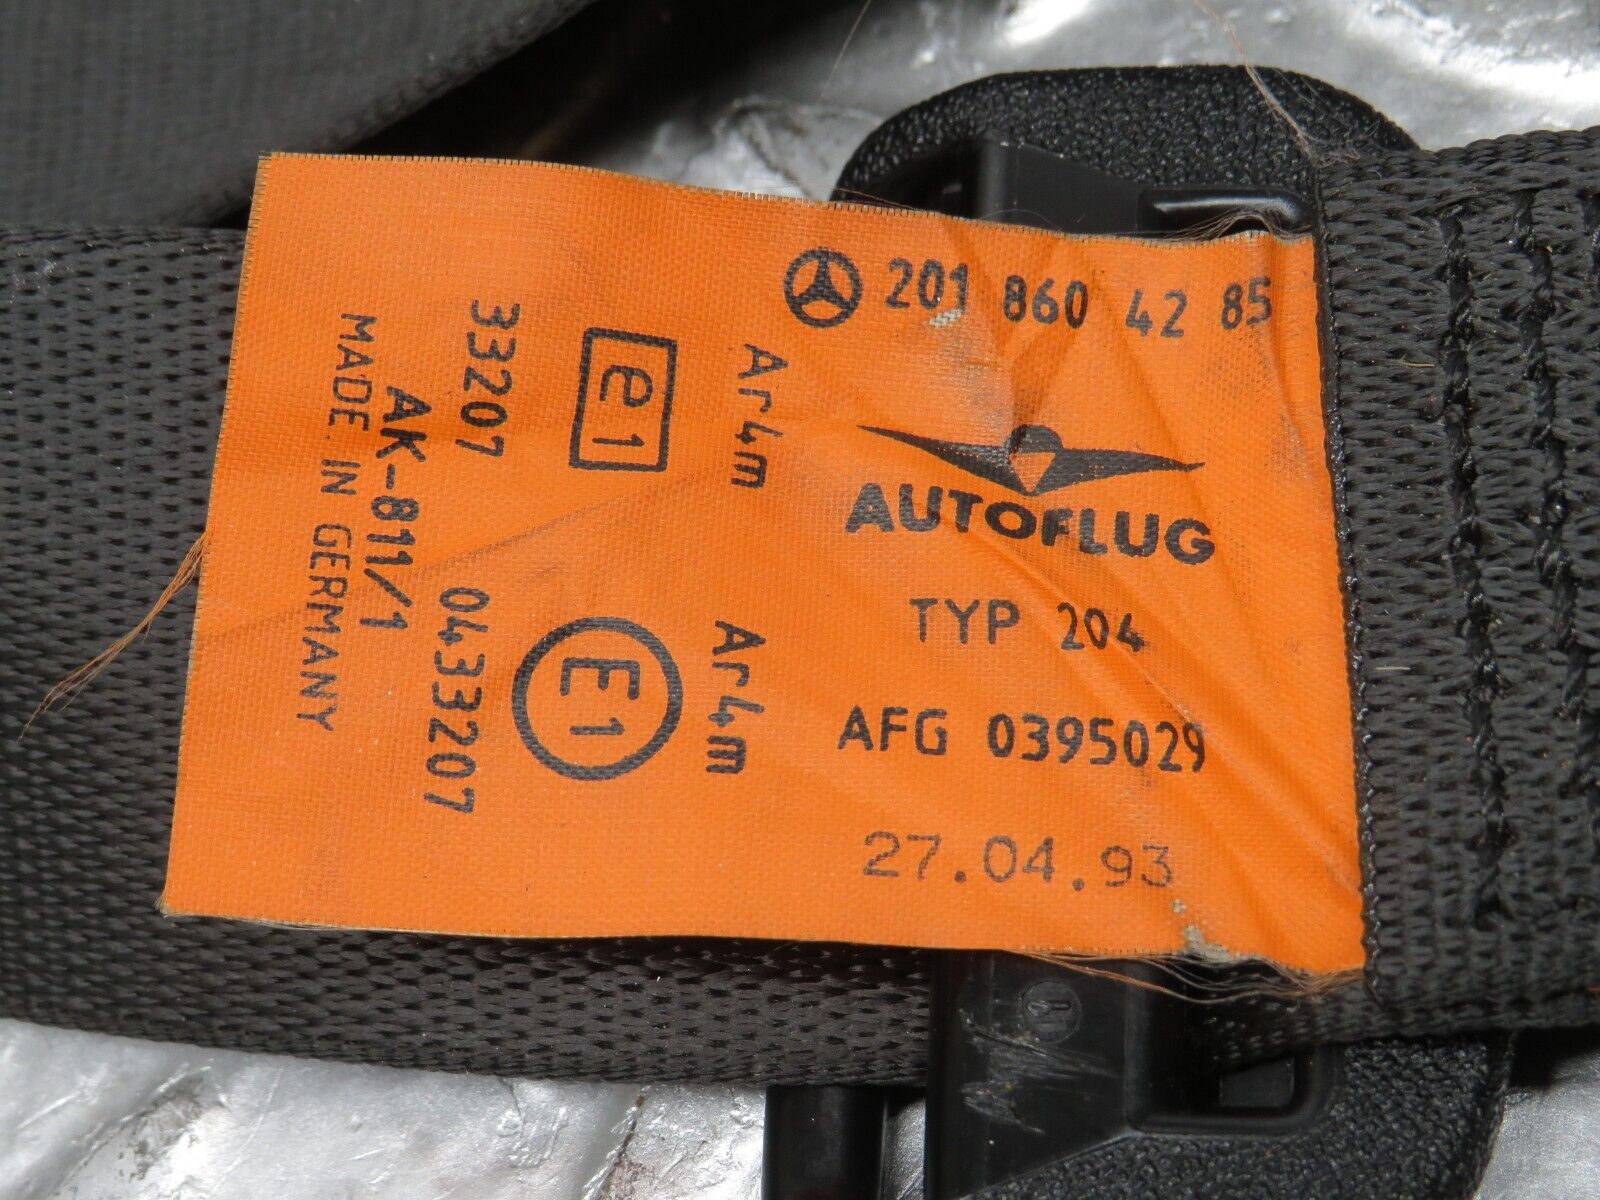 201 860 42 85
AUTOFLUG
TYP 204
AFG 0395029
27.04.93
Ar4m Ar4m
e1 E1
33207 0433207
AK-811/1
MADE. IN GERMANY